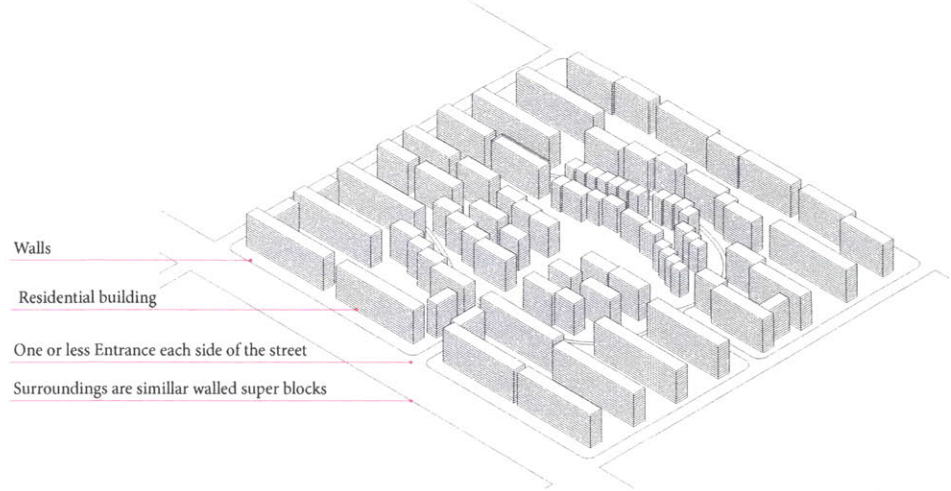 Walls
Residential building
One or less Entrance each side of the street
Surroundings are simillar walled super blocks